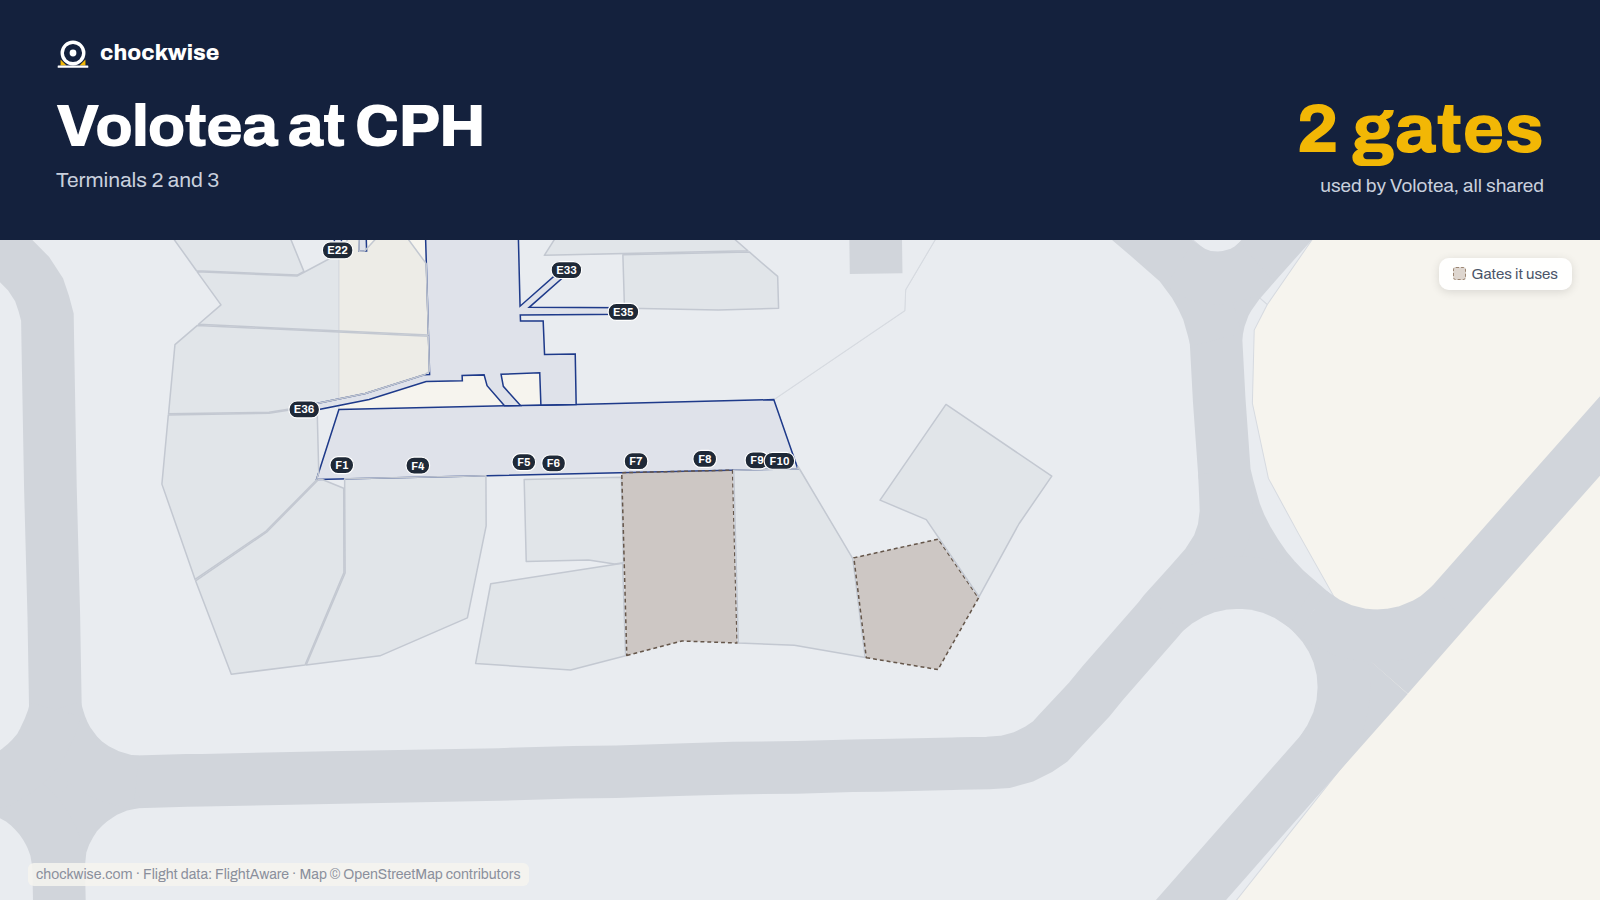 chockwise
Volotea at CPH
Terminals 2 and 3
2 gates
used by Volotea, all shared
Gates it uses
E22
E33
E35
E36
F1
F4
F5
F6
F7
F8
F9
F10
chockwise.com · Flight data: FlightAware · Map © OpenStreetMap contributors